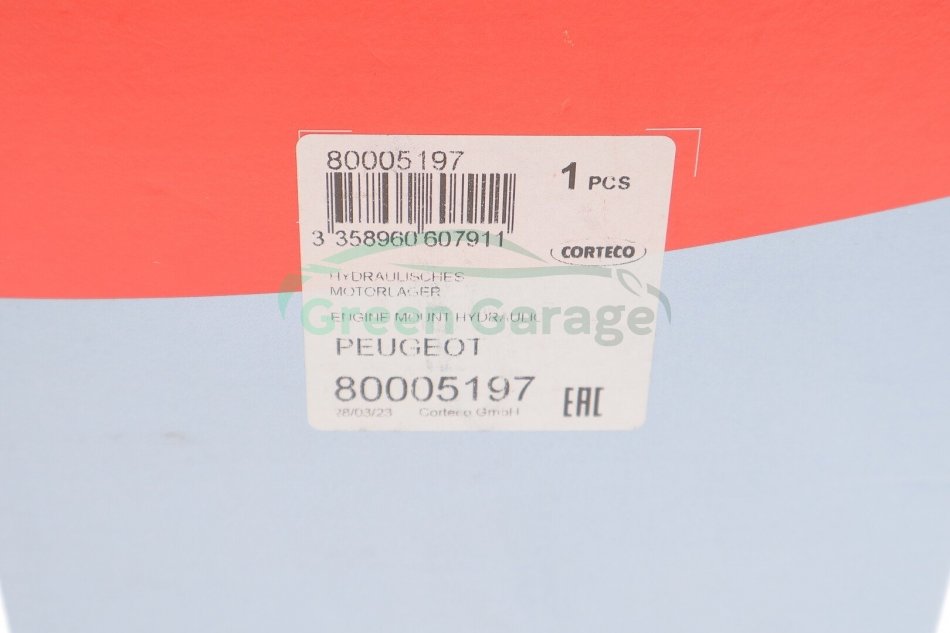 80005197
1 PCS
3 358960 607911
CORTECO
HYDRAULISCHES
MOTORLAGER
Green Garage
ENGINE MOUNT HYDRAULIC
PEUGEOT
80005197
28/03/23 Corteco GmbH
EAC